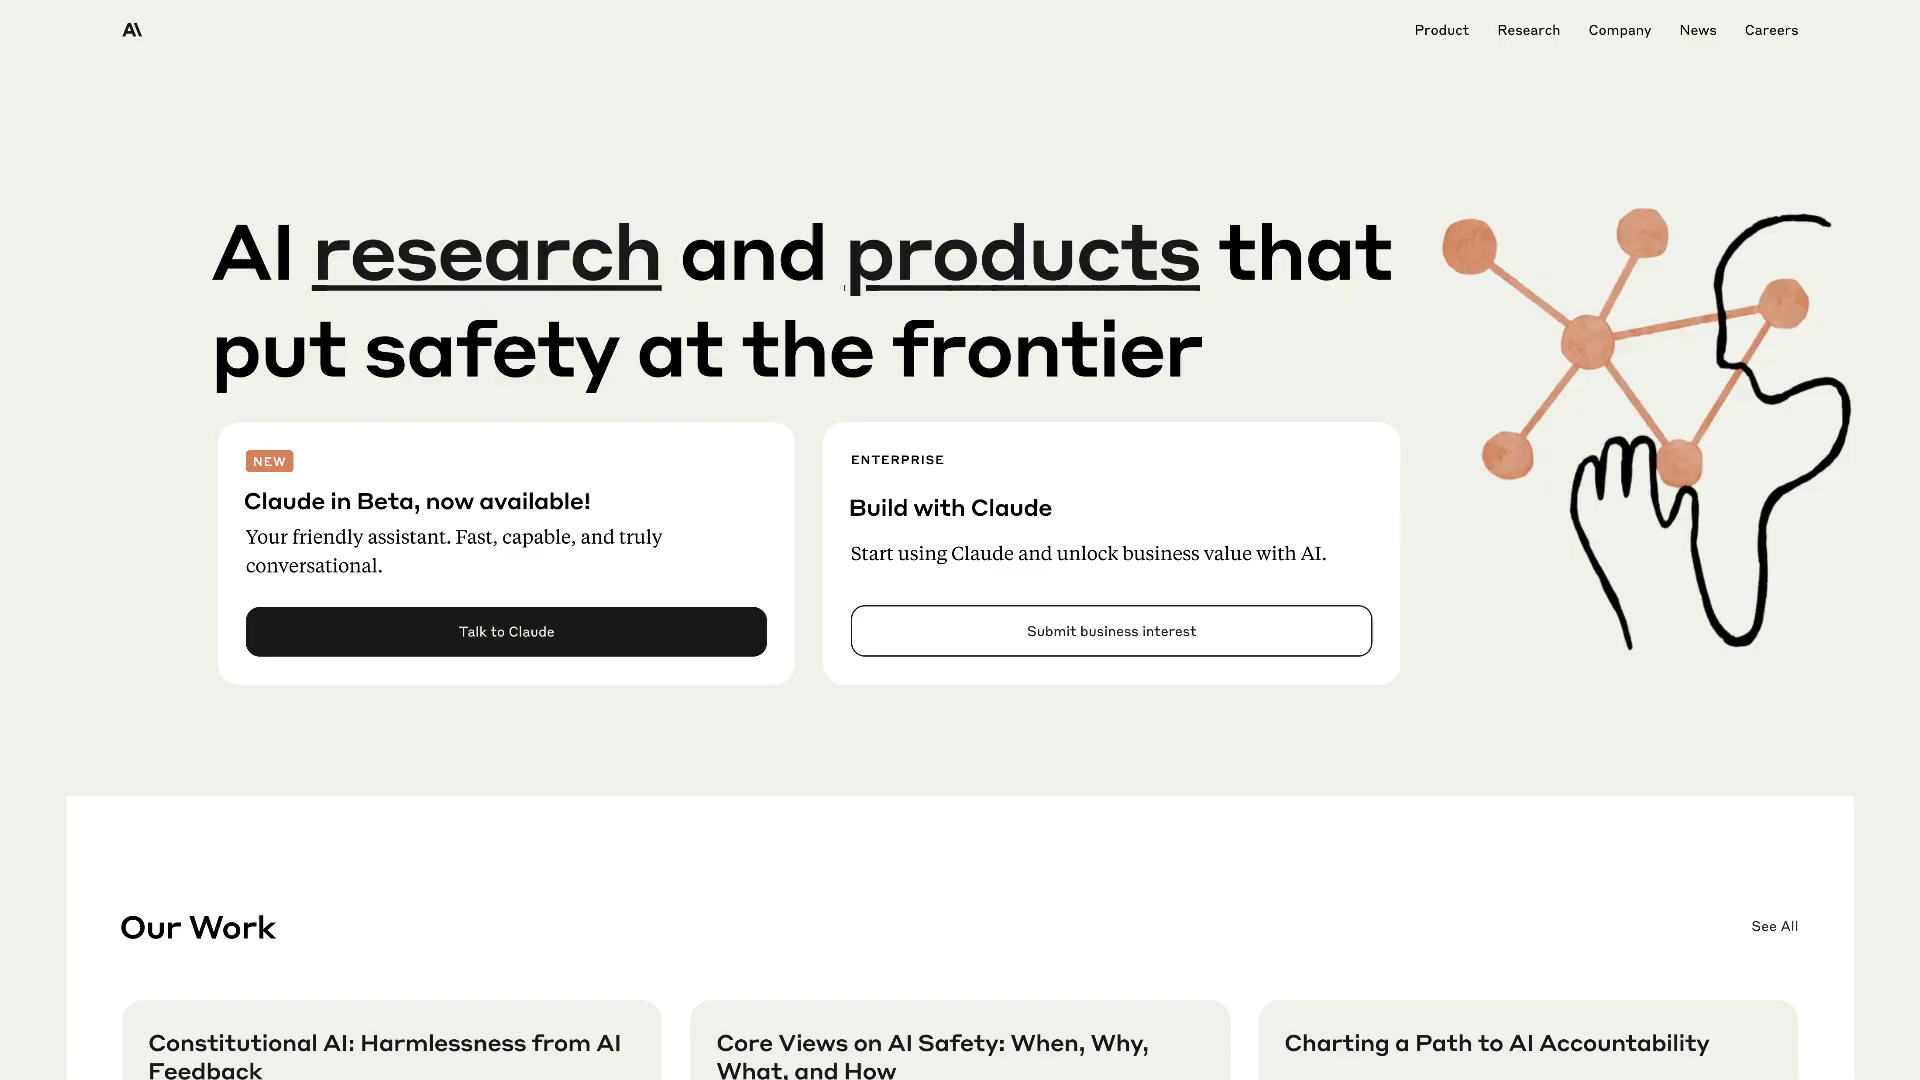 A\
Product Research Company News Careers
AI research and products that
put safety at the frontier
NEW
Claude in Beta, now available!
Your friendly assistant. Fast, capable, and truly
conversational.
Talk to Claude
ENTERPRISE
Build with Claude
Start using Claude and unlock business value with AI.
Submit business interest
Our Work
See All
Constitutional AI: Harmlessness from AI
Feedback
Core Views on AI Safety: When, Why,
What, and How
Charting a Path to AI Accountability